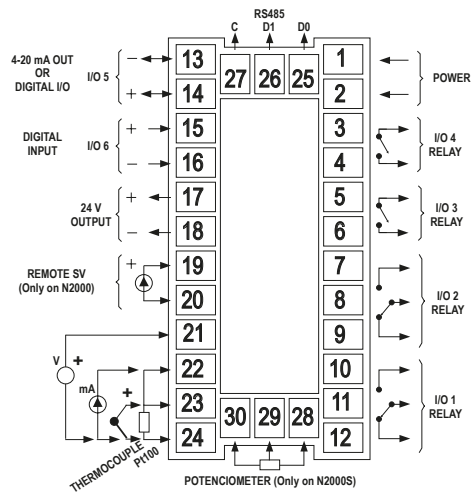 RS485
C D1 D0
4-20 mA OUT
OR
DIGITAL I/O
I/O 5
−
+
13
14
27 26 25
1
2
POWER
DIGITAL
INPUT
I/O 6
+
−
15
16
3
4
I/O 4
RELAY
24 V
OUTPUT
+
−
17
18
5
6
I/O 3
RELAY
REMOTE SV
(Only on N2000)
+
−
19
20
7
8
9
I/O 2
RELAY
V
+
21
mA
+
22
23
24
10
11
12
I/O 1
RELAY
30 29 28
THERMOCOUPLE
Pt100
POTENCIOMETER (Only on N2000S)